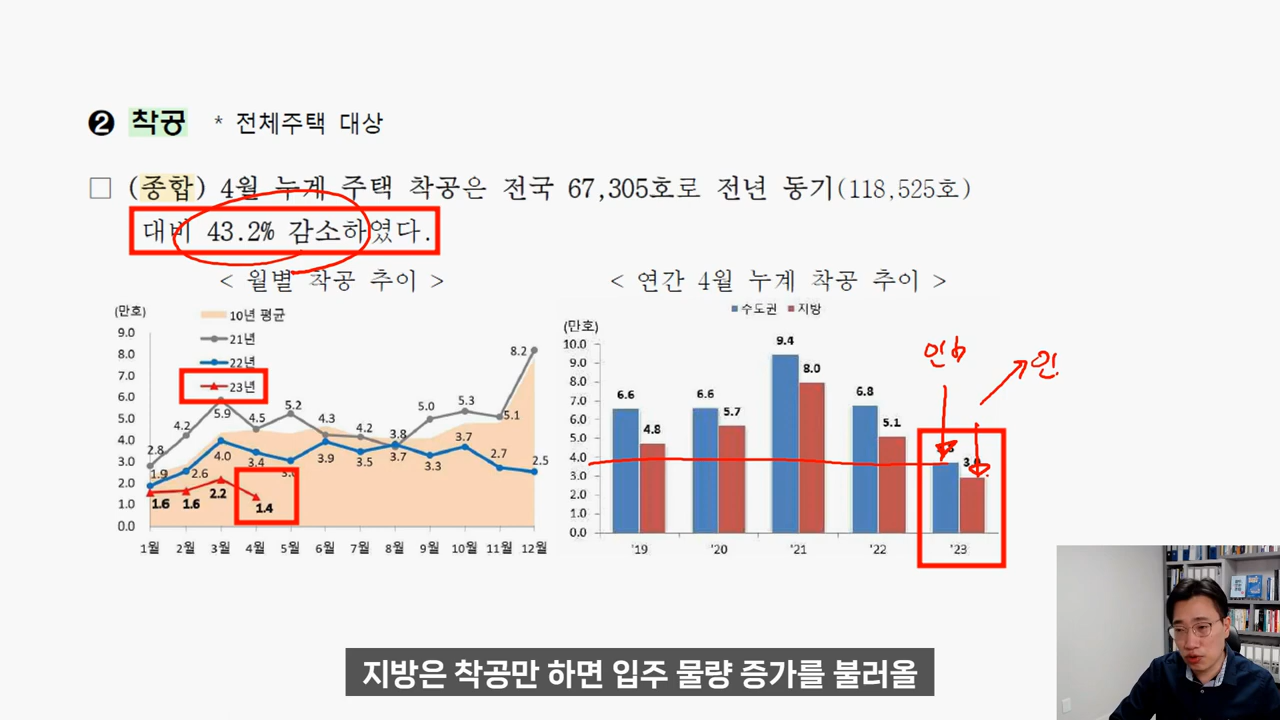 ❷ 착공 * 전체주택 대상
□ (종합) 4월 누계 주택 착공은 전국 67,305호로 전년 동기(118,525호)
대비 43.2% 감소하였다.
< 월별 착공 추이 >
(만호)
10년 평균
21년
22년
23년
9.0
8.0
7.0
6.0
5.0
4.0
3.0
2.0
1.0
0.0
2.8 4.2 5.9 4.5 5.2 4.3 4.2 3.8 5.0 5.3 5.1 8.2
1.9 2.6 4.0 3.4 3.9 3.5 3.7 3.3 3.7 2.7 2.5
1.6 1.6 2.2 1.4
1월 2월 3월 4월 5월 6월 7월 8월 9월 10월 11월 12월
< 연간 4월 누계 착공 추이 >
수도권 지방
(만호)
10.0
9.0
8.0
7.0
6.0
5.0
4.0
3.0
2.0
1.0
0.0
6.6 4.8 6.6 5.7 9.4 8.0 6.8 5.1
'19 '20 '21 '22 '23
지방은 착공만 하면 입주 물량 증가를 불러올